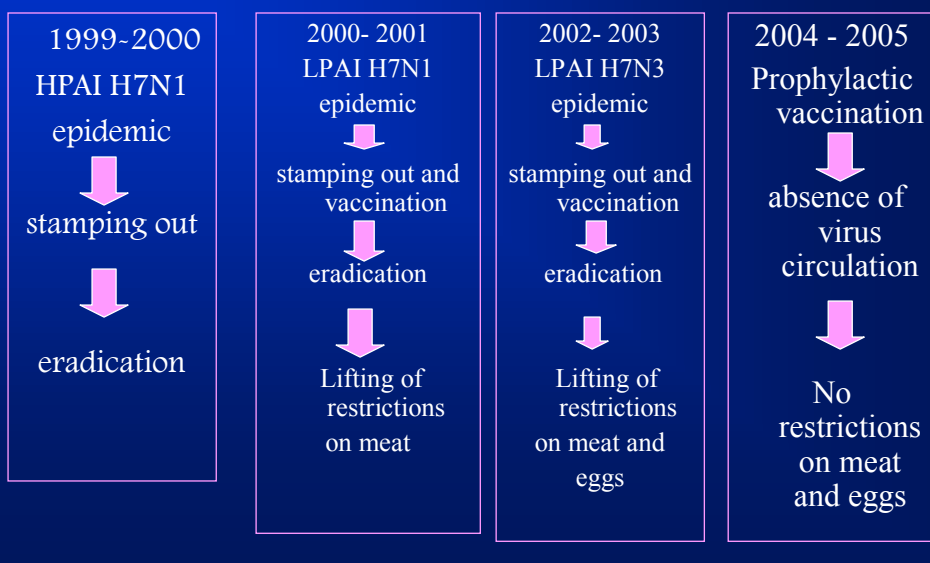 1999-2000
HPAI H7N1
epidemic
stamping out
eradication
2000- 2001
LPAI H7N1
epidemic
stamping out and
vaccination
eradication
Lifting of
restrictions
on meat
2002- 2003
LPAI H7N3
epidemic
stamping out and
vaccination
eradication
Lifting of
restrictions
on meat and
eggs
2004 - 2005
Prophylactic
vaccination
absence of
virus
circulation
No
restrictions
on meat
and eggs